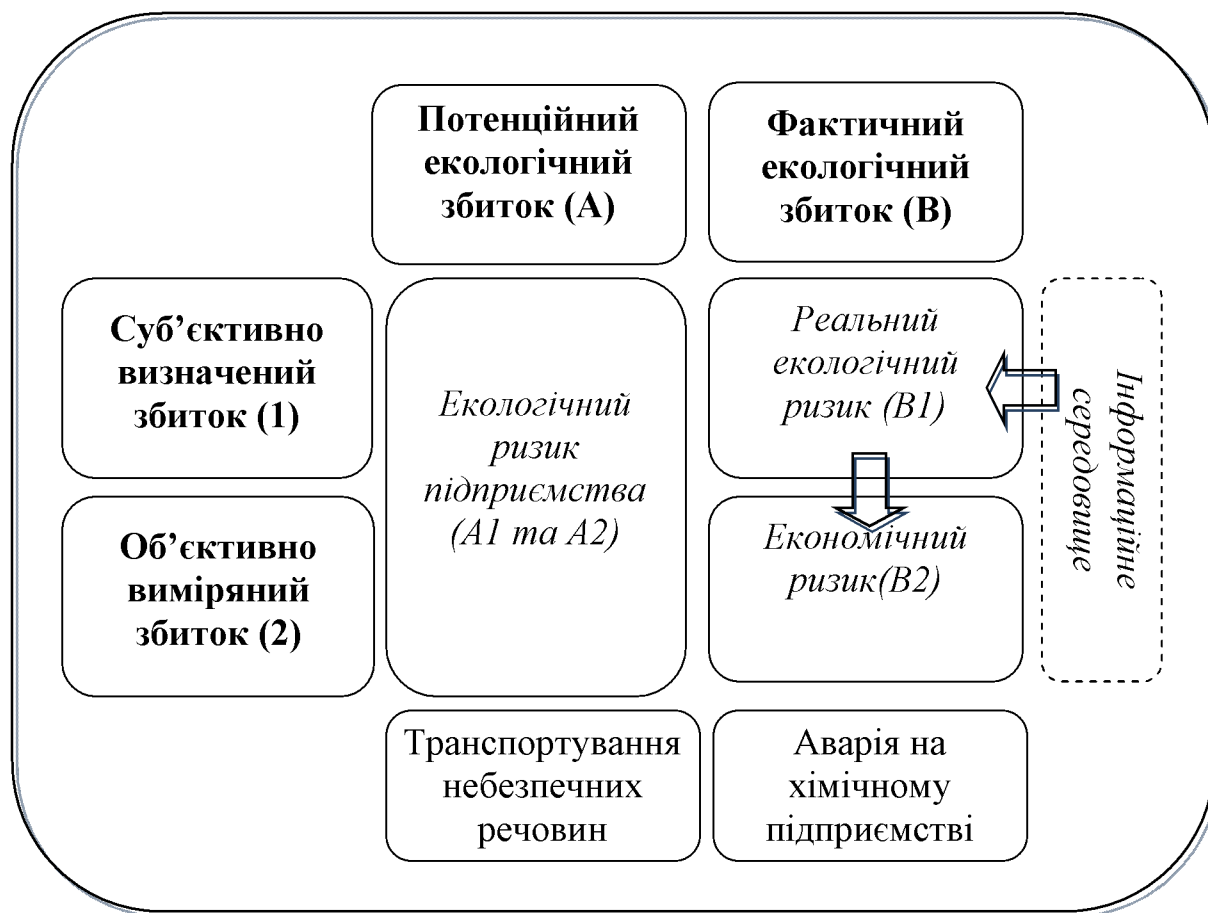 Потенційний
екологічний
збиток (А)
Фактичний
екологічний
збиток (В)
Суб’єктивно
визначений
збиток (1)
Екологічний
ризик
підприємства
(А1 та А2)
Реальний
екологічний
ризик (В1)
Інформаційне
середовище
Об’єктивно
виміряний
збиток (2)
Економічний
ризик(В2)
Транспортування
небезпечних
речовин
Аварія на
хімічному
підприємстві